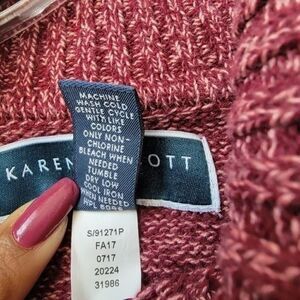 MACHINE
WASH COLD
GENTLE CYCLE
WITH LIKE
COLORS
ONLY NON-
CHLORINE
BLEACH WHEN
NEEDED
TUMBLE
DRY LOW
COOL IRON
WHEN NEEDED
KAREN OTT
S/91271P
FA17
0717
20224
31986